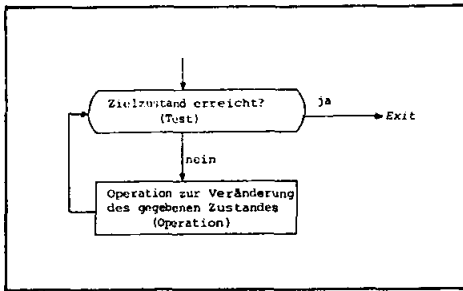 Zielzustand erreicht?
(Test)
ja
Exit
nein
Operation zur Veränderung
des gegebenen Zustandes
(Operation)